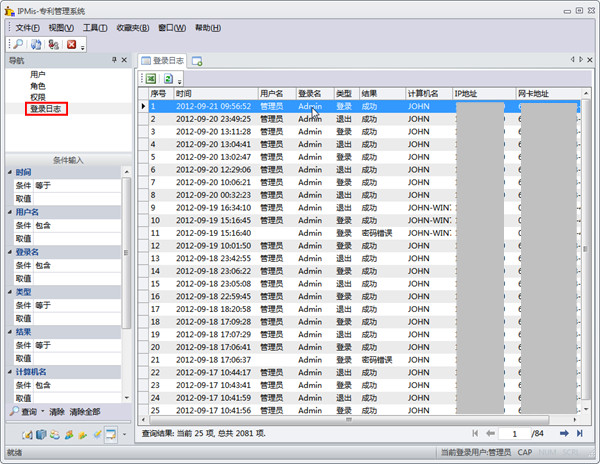 IPMis-专利管理系统
文件(F) 视图(V) 工具(T) 收藏夹(B) 窗口(W) 帮助(H)
导航
用户
角色
权限
登录日志
条件输入
时间
条件 等于
取值
用户名
条件 包含
取值
登录名
条件 包含
取值
类型
条件 等于
取值
结果
条件 等于
取值
计算机名
条件 包含
取值
查询 清除 清除全部
登录日志
序号 时间 用户名 登录名 类型 结果 计算机名 IP地址 网卡地址
1 2012-09-21 09:56:52 管理员 Admin 登录 成功 JOHN
2 2012-09-20 23:49:25 管理员 Admin 退出 成功 JOHN
3 2012-09-20 13:11:28 管理员 Admin 登录 成功 JOHN
4 2012-09-20 13:04:41 管理员 Admin 退出 成功 JOHN
5 2012-09-20 13:02:47 管理员 Admin 登录 成功 JOHN
6 2012-09-20 12:29:06 管理员 Admin 退出 成功 JOHN
7 2012-09-20 10:06:21 管理员 Admin 登录 成功 JOHN
8 2012-09-20 00:32:23 管理员 Admin 退出 成功 JOHN
9 2012-09-19 16:34:10 管理员 Admin 退出 成功 JOHN-WIN
10 2012-09-19 15:16:45 管理员 Admin 登录 成功 JOHN-WIN
11 2012-09-19 15:16:40 Admin 登录 密码错误 JOHN-WIN
12 2012-09-19 10:01:50 管理员 Admin 登录 成功 JOHN
13 2012-09-18 23:42:55 管理员 Admin 退出 成功 JOHN
14 2012-09-18 23:06:22 管理员 Admin 登录 成功 JOHN
15 2012-09-18 23:05:08 管理员 Admin 退出 成功 JOHN
16 2012-09-18 22:59:45 管理员 Admin 登录 成功 JOHN
17 2012-09-18 18:20:58 管理员 Admin 退出 成功 JOHN
18 2012-09-18 17:09:28 管理员 Admin 登录 成功 JOHN
19 2012-09-18 17:07:29 管理员 Admin 退出 成功 JOHN
20 2012-09-18 17:06:41 管理员 Admin 登录 成功 JOHN
21 2012-09-18 17:06:37 Admin 登录 密码错误 JOHN
22 2012-09-17 10:44:17 管理员 Admin 退出 成功 JOHN
23 2012-09-17 10:43:41 管理员 Admin 登录 成功 JOHN
24 2012-09-17 10:41:59 管理员 Admin 退出 成功 JOHN
25 2012-09-17 10:41:56 管理员 Admin 登录 成功 JOHN
查询结果: 当前 25 项, 总共 2081 项.
1 /84
就绪
当前登录用户:管理员 CAP NUM SCRL